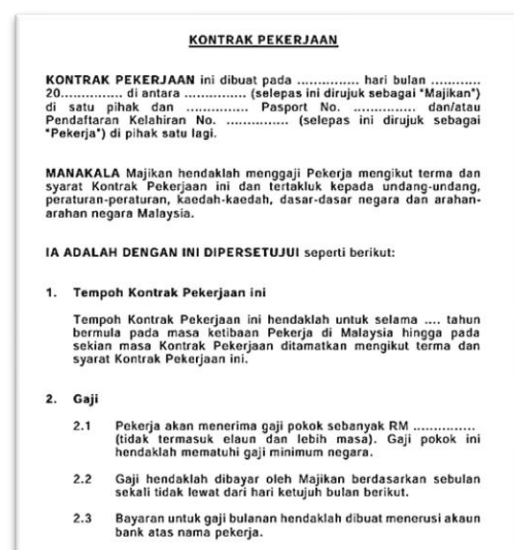 KONTRAK PEKERJAAN
KONTRAK PEKERJAAN ini dibuat pada ............... hari bulan ............
20............... di antara ............... (selepas ini dirujuk sebagai "Majikan")
di satu pihak dan ............... Pasport No. ............... dan/atau
Pendaftaran Kelahiran No. ............... (selepas ini dirujuk sebagai
"Pekerja") di pihak satu lagi.
MANAKALA Majikan hendaklah menggaji Pekerja mengikut terma dan
syarat Kontrak Pekerjaan ini dan tertakluk kepada undang-undang,
peraturan-peraturan, kaedah-kaedah, dasar-dasar negara dan arahan-
arahan negara Malaysia.
IA ADALAH DENGAN INI DIPERSETUJUI seperti berikut:
1. Tempoh Kontrak Pekerjaan ini
Tempoh Kontrak Pekerjaan ini hendaklah untuk selama .... tahun
bermula pada masa ketibaan Pekerja di Malaysia hingga pada
sekian masa Kontrak Pekerjaan ditamatkan mengikut terma dan
syarat Kontrak Pekerjaan ini.
2. Gaji
2.1 Pekerja akan menerima gaji pokok sebanyak RM ...............
(tidak termasuk elaun dan lebih masa). Gaji pokok ini
hendaklah mematuhi gaji minimum negara.
2.2 Gaji hendaklah dibayar oleh Majikan berdasarkan sebulan
sekali tidak lewat dari hari ketujuh bulan berikut.
2.3 Bayaran untuk gaji bulanan hendaklah dibuat menerusi akaun
bank atas nama pekerja.